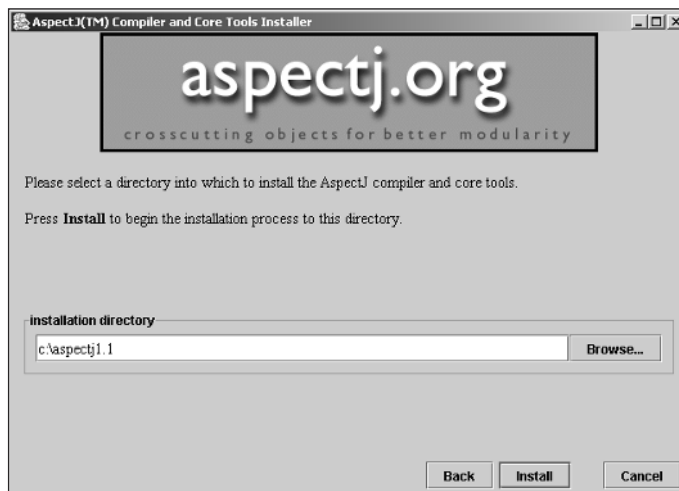 AspectJ(TM) Compiler and Core Tools Installer
aspectj.org
crosscutting objects for better modularity
Please select a directory into which to install the AspectJ compiler and core tools.
Press Install to begin the installation process to this directory.
installation directory
c:\aspectj1.1
Browse...
Back Install Cancel